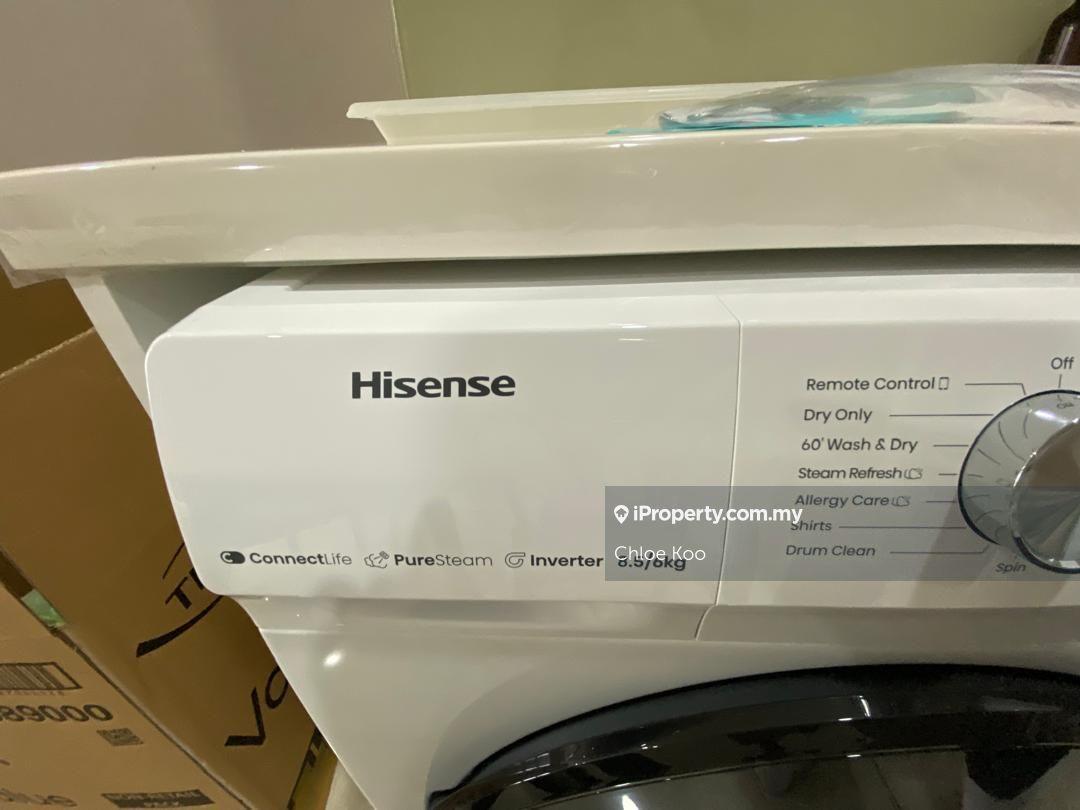 Hisense
ConnectLife PureSteam Inverter 8.5/6kg
Off
Remote Control
Dry Only
60' Wash & Dry
Steam Refresh
Allergy Care
Shirts
Drum Clean
Spin
iProperty.com.my
Chloe Koo
89000